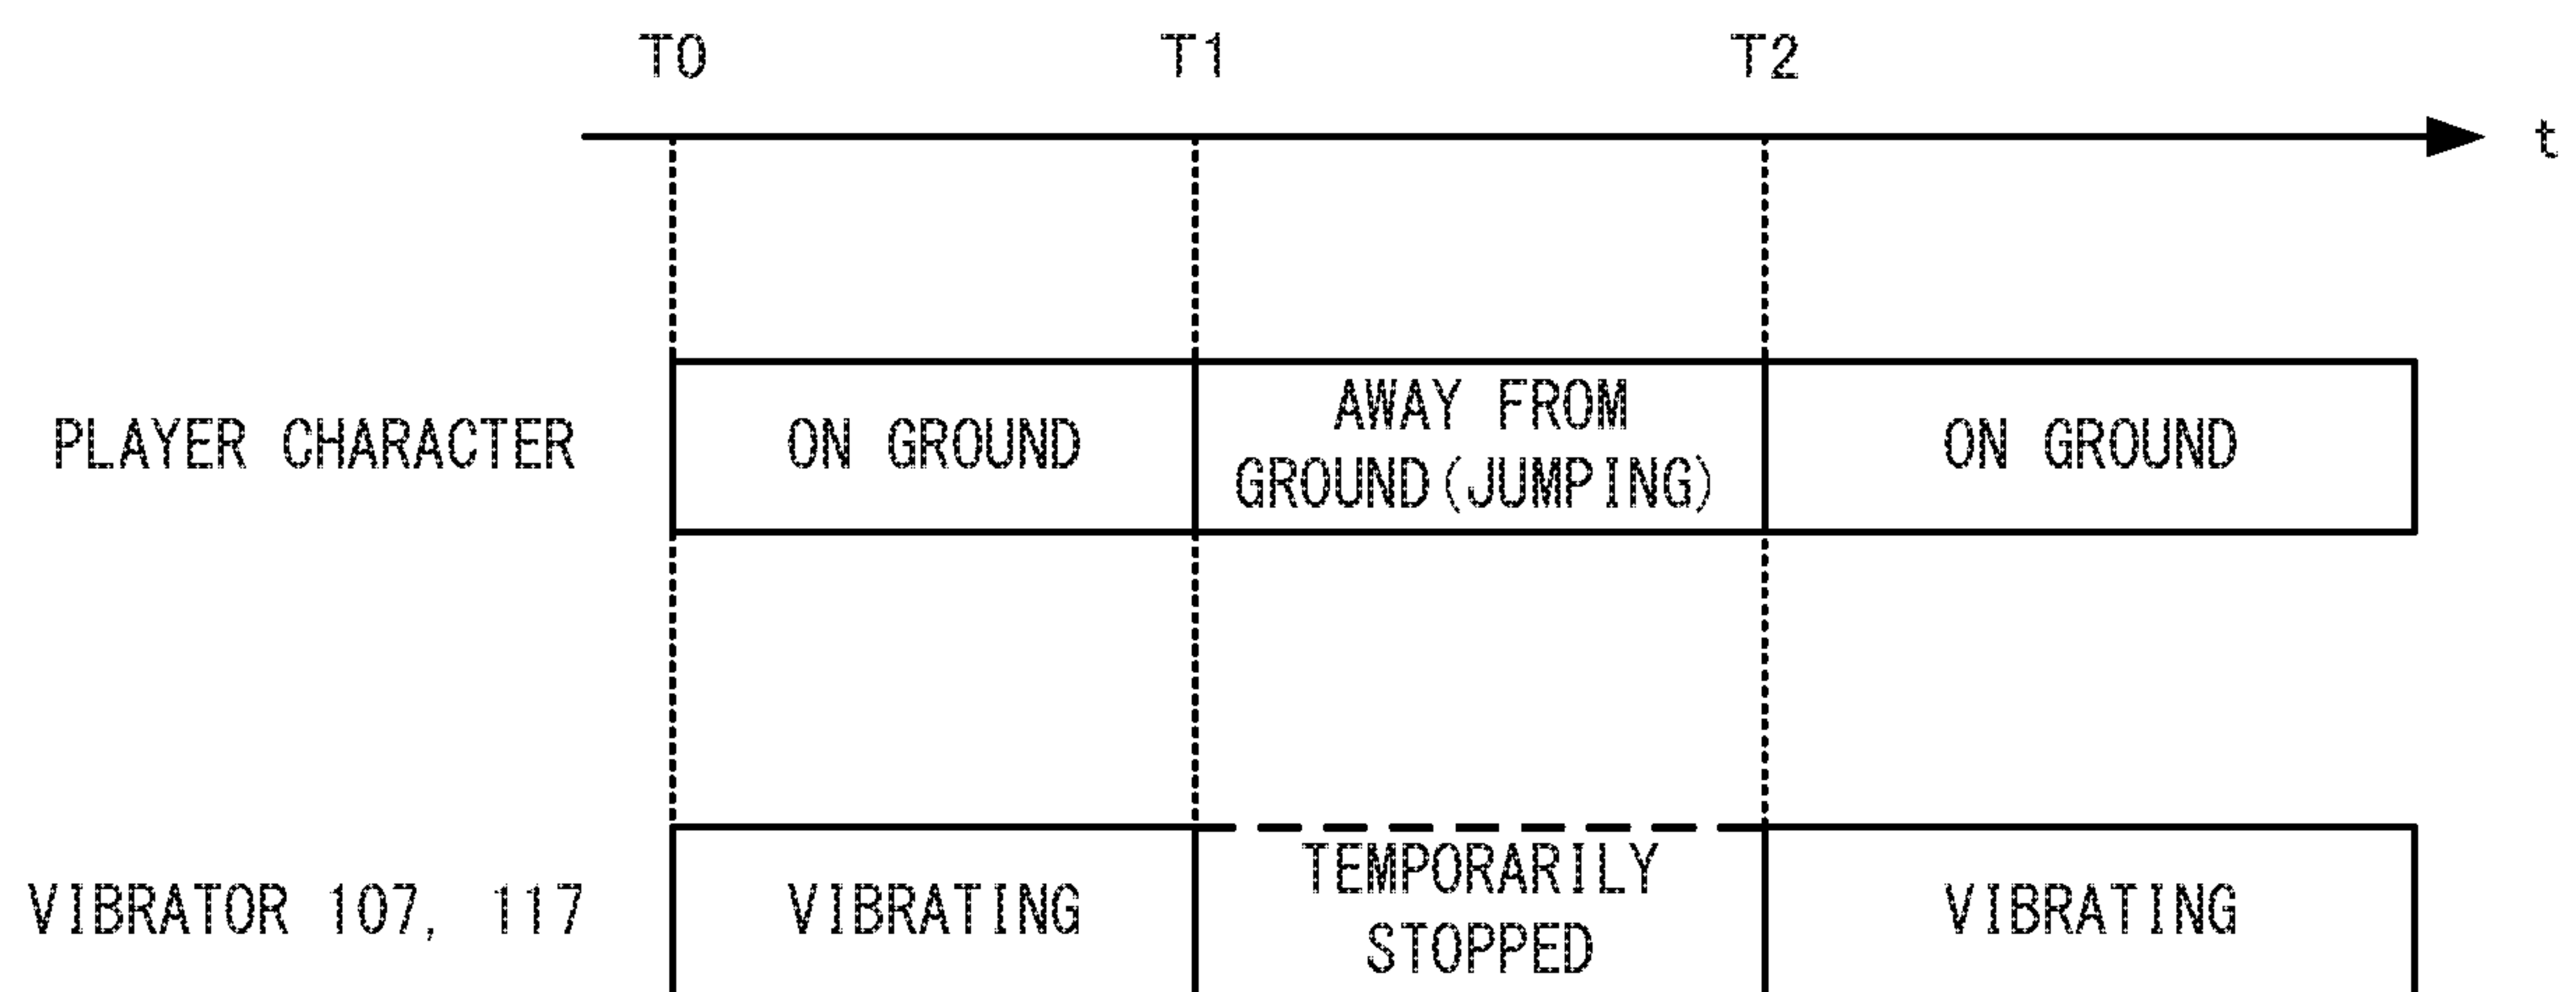 T0 T1 T2
t
PLAYER CHARACTER
ON GROUND
AWAY FROM
GROUND(JUMPING)
ON GROUND
VIBRATOR 107, 117
VIBRATING
TEMPORARILY
STOPPED
VIBRATING